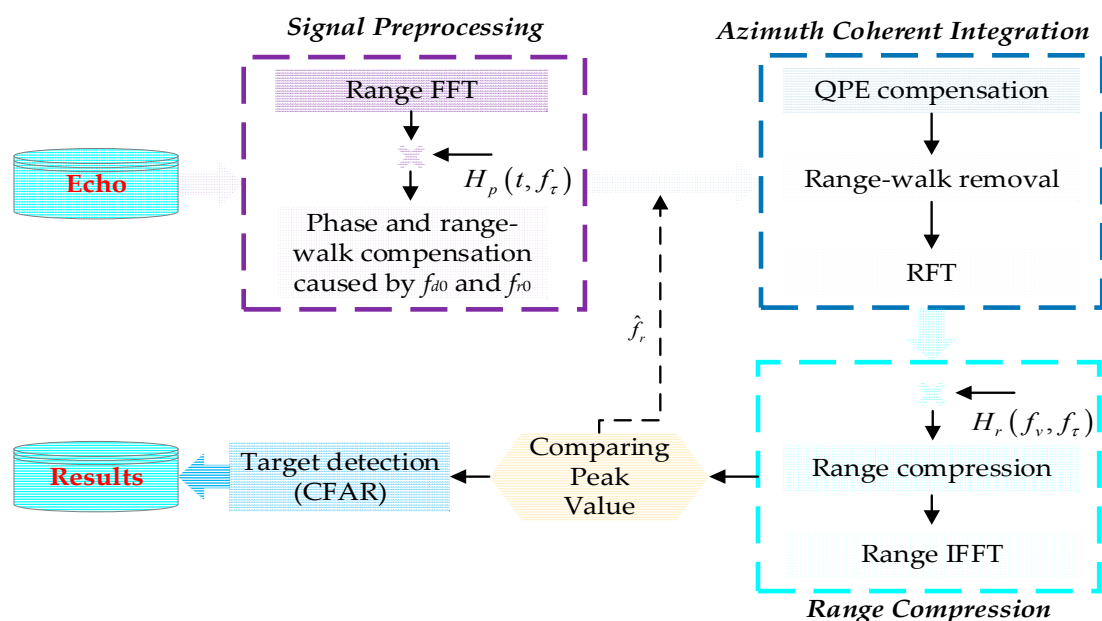 Signal Preprocessing
Range FFT
H_p(t, f_τ)
Phase and range-
walk compensation
caused by f_d0 and f_r0
Echo
Azimuth Coherent Integration
QPE compensation
Range-walk removal
RFT
f̂_r
H_r(f_v, f_τ)
Range compression
Range IFFT
Range Compression
Comparing
Peak
Value
Target detection
(CFAR)
Results